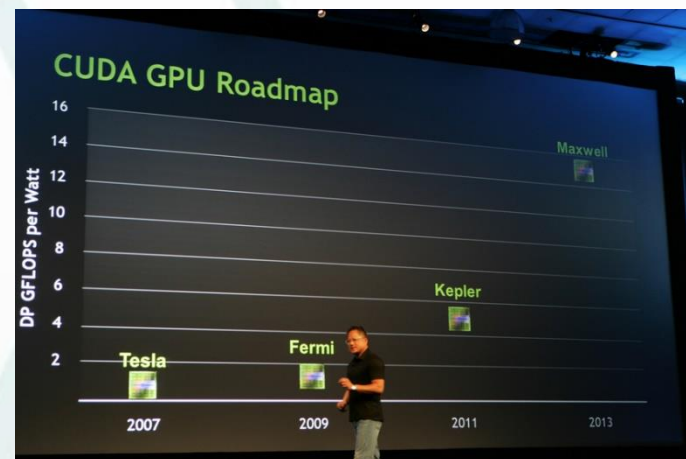 CUDA GPU Roadmap
DP GFLOPS per Watt
16
14
12
10
8
6
4
2
Maxwell
Kepler
Fermi
Tesla
2007
2009
2011
2013